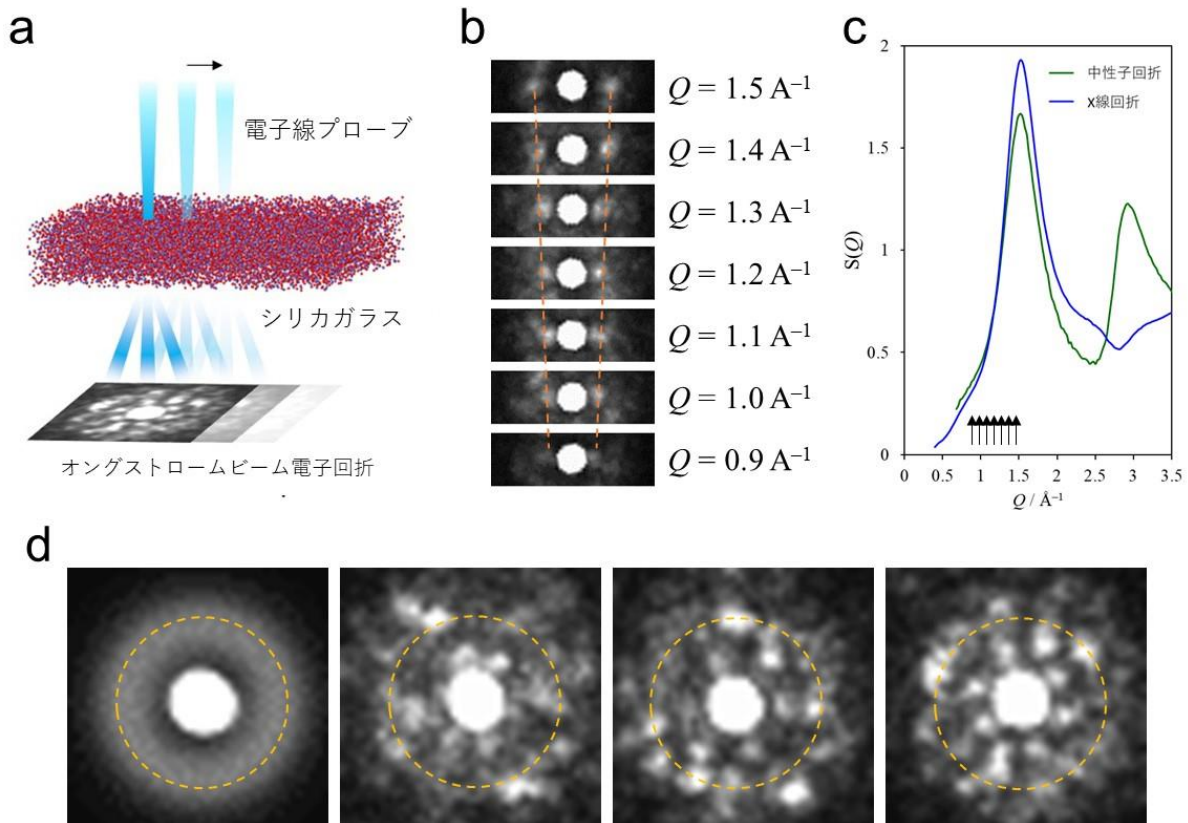 a
電子線プローブ
シリカガラス
オングストロームビーム電子回折
b
Q = 1.5 A⁻¹
Q = 1.4 A⁻¹
Q = 1.3 A⁻¹
Q = 1.2 A⁻¹
Q = 1.1 A⁻¹
Q = 1.0 A⁻¹
Q = 0.9 A⁻¹
c
2
1.5
1
0.5
0
S(Q)
中性子回折
X線回折
0 0.5 1 1.5 2 2.5 3 3.5
Q / Å⁻¹
d